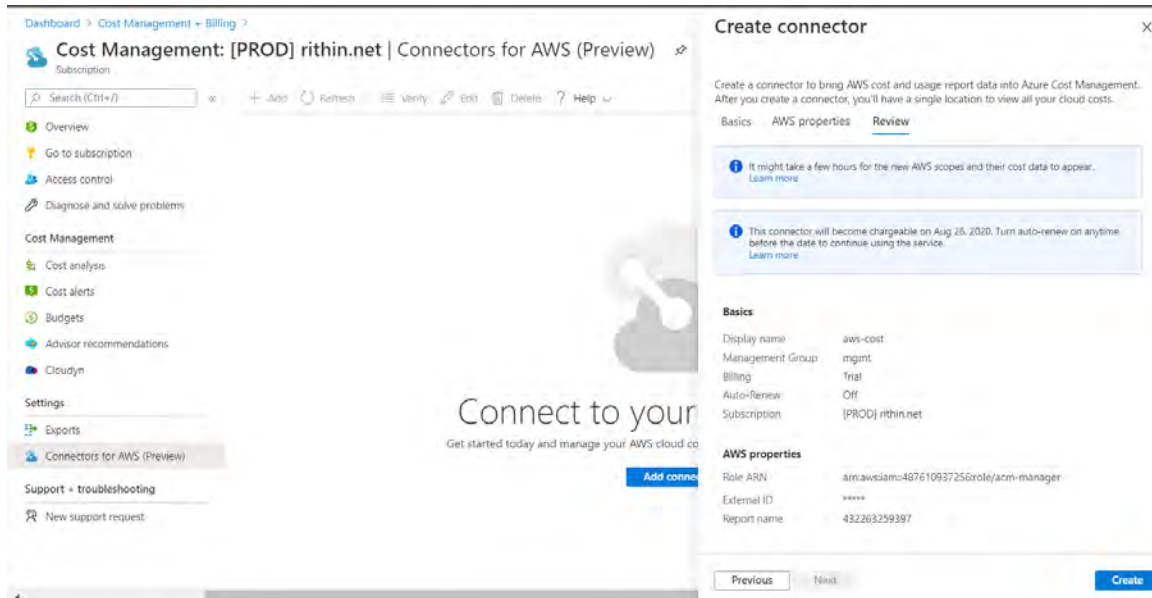 Dashboard > Cost Management + Billing >
Cost Management: [PROD] rithin.net | Connectors for AWS (Preview)
Subscription
Search (Ctrl+/)
«
+ Add Refresh Verify Edit Delete ? Help
Overview
Go to subscription
Access control
Diagnose and solve problems
Cost Management
Cost analysis
Cost alerts
Budgets
Advisor recommendations
Cloudyn
Settings
Exports
Connectors for AWS (Preview)
Support + troubleshooting
New support request
Connect to your
Get started today and manage your AWS cloud co
Add conne
Create connector
Create a connector to bring AWS cost and usage report data into Azure Cost Management.
After you create a connector, you'll have a single location to view all your cloud costs.
Basics AWS properties Review
It might take a few hours for the new AWS scopes and their cost data to appear.
Learn more
This connector will become chargeable on Aug 26, 2020. Turn auto-renew on anytime
before the date to continue using the service.
Learn more
Basics
Display name aws-cost
Management Group mgmt
Billing Trial
Auto-Renew Off
Subscription [PROD] rithin.net
AWS properties
Role ARN arn:aws:iam::487610937256:role/acm-manager
External ID *****
Report name 432263259397
Previous Next Create